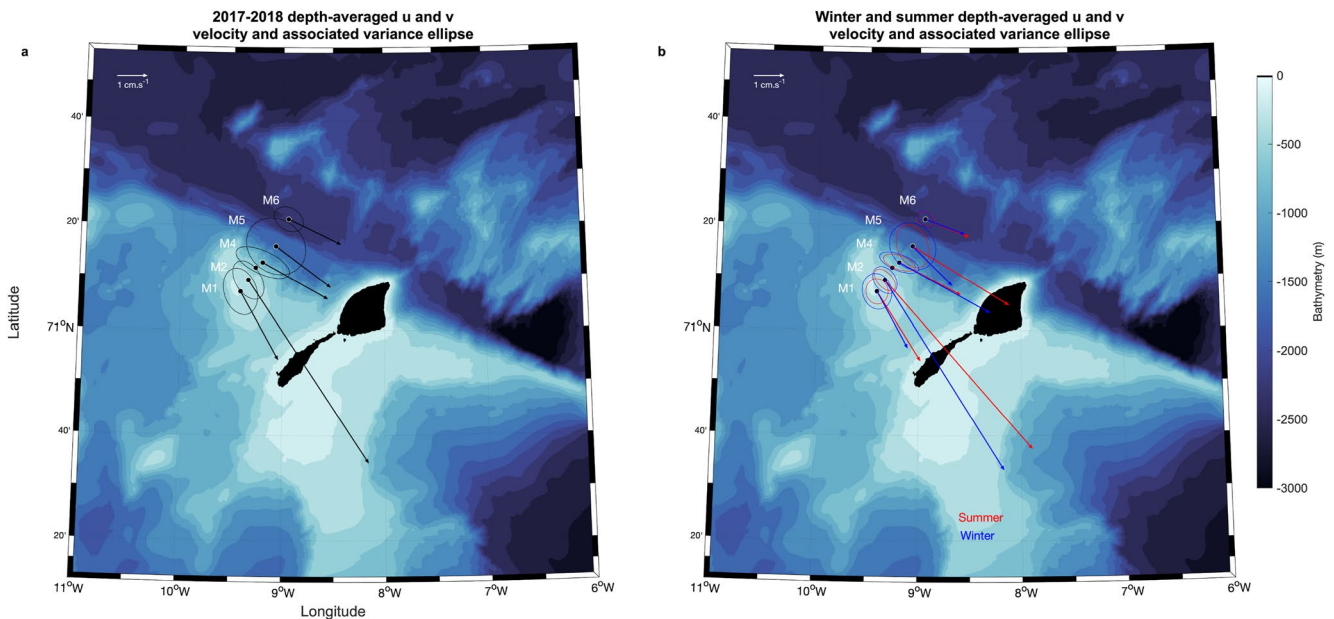 2017-2018 depth-averaged u and v
velocity and associated variance ellipse
a
1 cm.s⁻¹
40'
20'
71°N
40'
20'
M6
M5
M4
M2
M1
11°W
10°W
9°W
8°W
7°W
6°W
Latitude
Longitude
Winter and summer depth-averaged u and v
velocity and associated variance ellipse
b
1 cm.s⁻¹
40'
20'
71°N
40'
20'
M6
M5
M4
M2
M1
Summer
Winter
11°W
10°W
9°W
8°W
7°W
6°W
0
-500
-1000
-1500
-2000
-2500
-3000
Bathymetry (m)